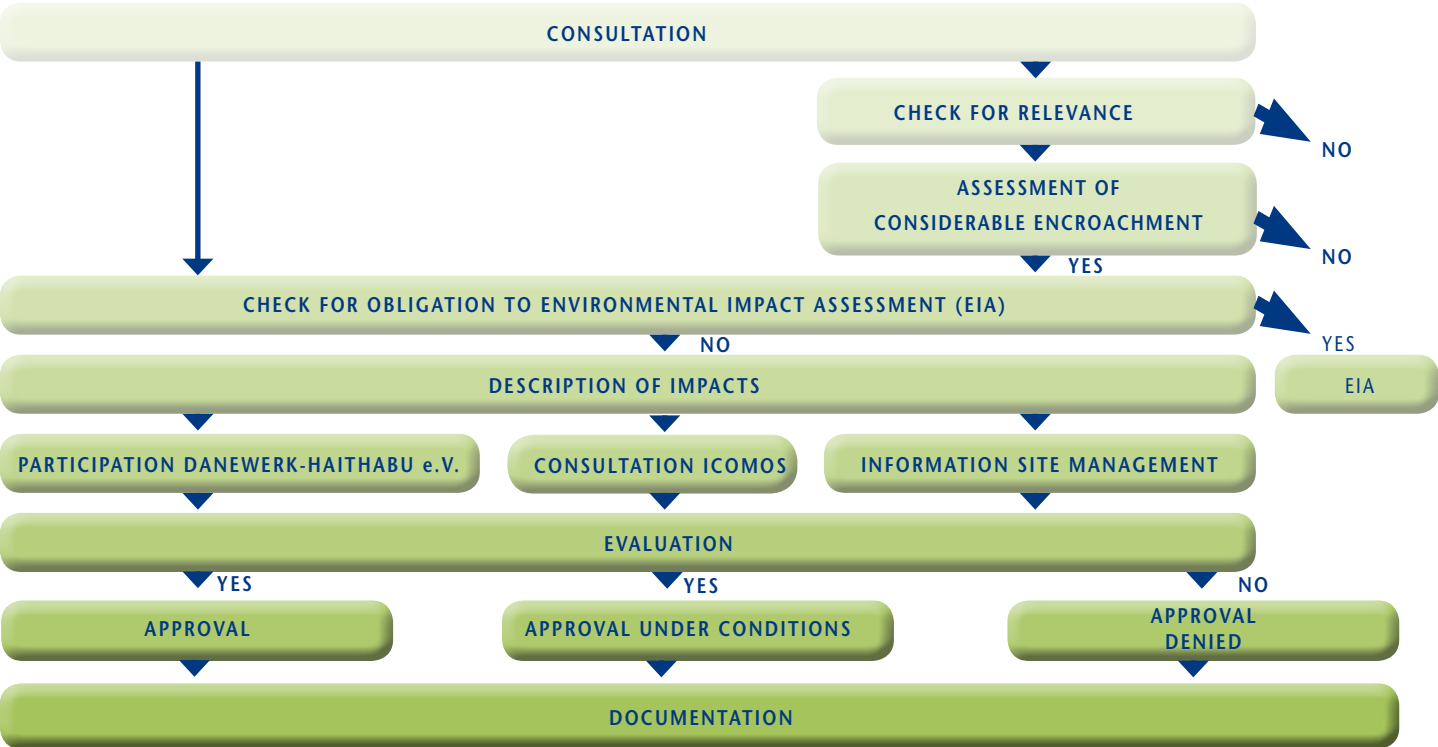 CONSULTATION
CHECK FOR RELEVANCE
NO
ASSESSMENT OF
CONSIDERABLE ENCROACHMENT
NO
YES
CHECK FOR OBLIGATION TO ENVIRONMENTAL IMPACT ASSESSMENT (EIA)
YES
NO
DESCRIPTION OF IMPACTS
EIA
PARTICIPATION DANEWERK-HAITHABU e.V.
CONSULTATION ICOMOS
INFORMATION SITE MANAGEMENT
EVALUATION
YES
YES
NO
APPROVAL
APPROVAL UNDER CONDITIONS
APPROVAL
DENIED
DOCUMENTATION